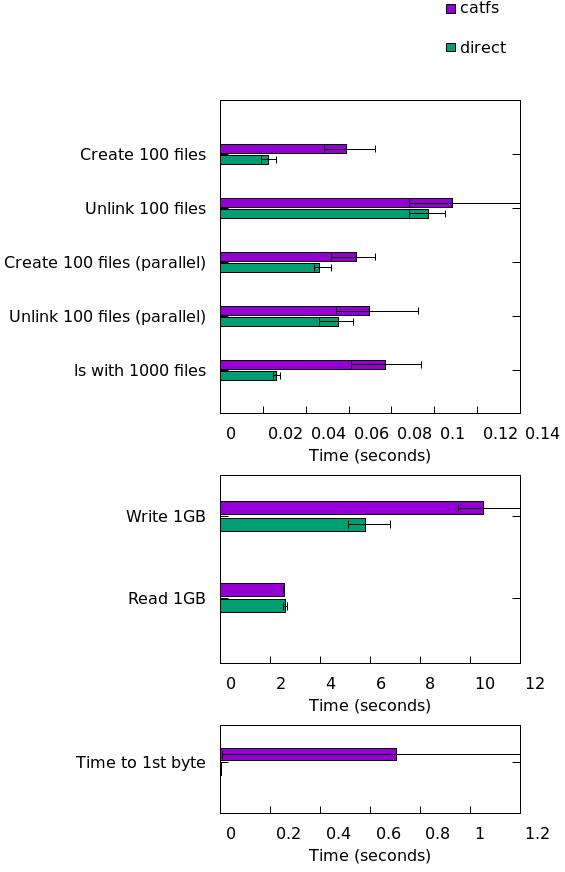 catfs
direct
Create 100 files
Unlink 100 files
Create 100 files (parallel)
Unlink 100 files (parallel)
ls with 1000 files
0 0.02 0.04 0.06 0.08 0.1 0.12 0.14
Time (seconds)
Write 1GB
Read 1GB
0 2 4 6 8 10 12
Time (seconds)
Time to 1st byte
0 0.2 0.4 0.6 0.8 1 1.2
Time (seconds)